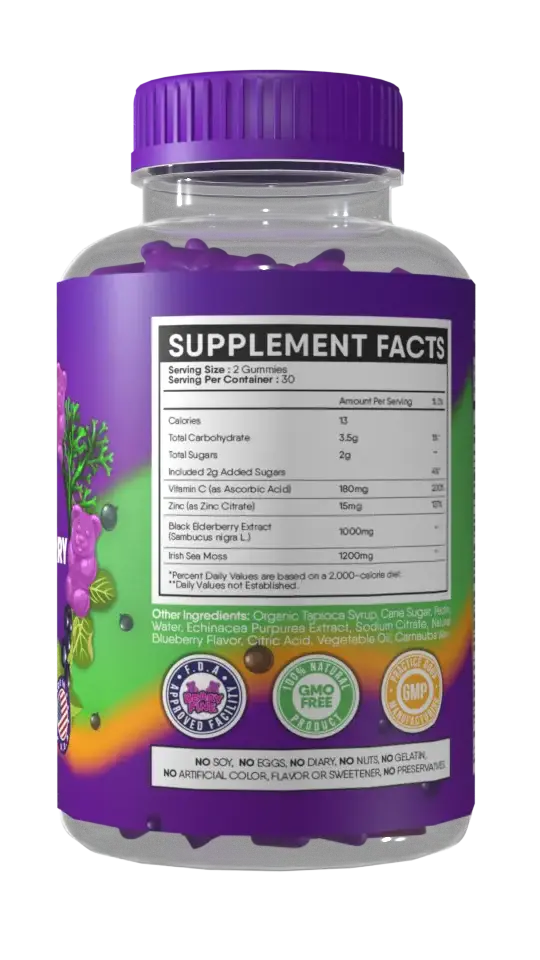 SUPPLEMENT FACTS
Serving Size : 2 Gummies
Serving Per Container : 30
Amount Per Serving
Calories 13
Total Carbohydrate 3.5g
Total Sugars 2g
Included 2g Added Sugars
Vitamin C (as Ascorbic Acid) 180mg
Zinc (as Zinc Citrate) 15mg
Black Elderberry Extract
(Sambucus nigra L.) 1000mg
Irish Sea Moss 1200mg
*Percent Daily Values are based on a 2,000-calorie diet.
**Daily Values not Established.
RY
Other Ingredients: Organic Tapioca Syrup, Cane Sugar, Pectin,
Water, Echinacea Purpurea Extract, Sodium Citrate, Natural
Blueberry Flavor, Citric Acid, Vegetable Oil, Carnauba
F.D.A
APPROVED FACILITY
100% NATURAL
GMO
FREE
PRODUCT
PRACTICE GOOD
GMP
NO SOY, NO EGGS, NO DIARY, NO NUTS, NO GELATIN,
NO ARTIFICIAL COLOR, FLAVOR OR SWEETENER, NO PRESERVATIVES.